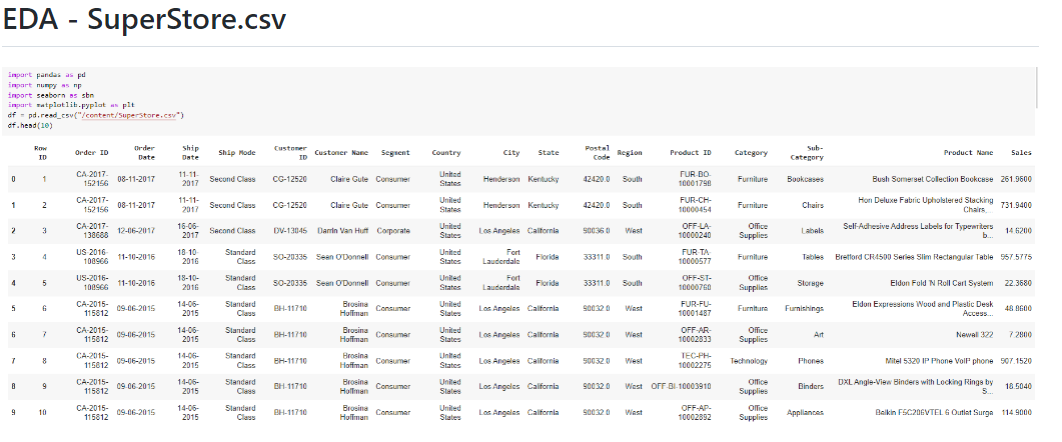 EDA - SuperStore.csv
import pandas as pd
import numpy as np
import seaborn as sbn
import matplotlib.pyplot as plt
df = pd.read_csv("/content/SuperStore.csv")
df.head(10)
Row ID Order ID Order Date Ship Date Ship Mode Customer ID Customer Name Segment Country City State Postal Code Region Product ID Category Sub-Category Product Name Sales
0 1 CA-2017-152156 08-11-2017 11-11-2017 Second Class CG-12520 Claire Gute Consumer United States Henderson Kentucky 42420.0 South FUR-BO-10001798 Furniture Bookcases Bush Somerset Collection Bookcase 261.9600
1 2 CA-2017-152156 08-11-2017 11-11-2017 Second Class CG-12520 Claire Gute Consumer United States Henderson Kentucky 42420.0 South FUR-CH-10000454 Furniture Chairs Hon Deluxe Fabric Upholstered Stacking Chairs,... 731.9400
2 3 CA-2017-138688 12-06-2017 16-06-2017 Second Class DV-13045 Darrin Van Huff Corporate United States Los Angeles California 90036.0 West OFF-LA-10000240 Office Supplies Labels Self-Adhesive Address Labels for Typewriters b... 14.6200
3 4 US-2016-108966 11-10-2016 18-10-2016 Standard Class SO-20335 Sean O'Donnell Consumer United States Fort Lauderdale Florida 33311.0 South FUR-TA-10000577 Furniture Tables Bretford CR4500 Series Slim Rectangular Table 957.5775
4 5 US-2016-108966 11-10-2016 18-10-2016 Standard Class SO-20335 Sean O'Donnell Consumer United States Fort Lauderdale Florida 33311.0 South OFF-ST-10000760 Office Supplies Storage Eldon Fold 'N Roll Cart System 22.3680
5 6 CA-2015-115812 09-06-2015 14-06-2015 Standard Class BH-11710 Brosina Hoffman Consumer United States Los Angeles California 90032.0 West FUR-FU-10001487 Furniture Furnishings Eldon Expressions Wood and Plastic Desk Access... 48.8600
6 7 CA-2015-115812 09-06-2015 14-06-2015 Standard Class BH-11710 Brosina Hoffman Consumer United States Los Angeles California 90032.0 West OFF-AR-10002833 Office Supplies Art Newell 322 7.2800
7 8 CA-2015-115812 09-06-2015 14-06-2015 Standard Class BH-11710 Brosina Hoffman Consumer United States Los Angeles California 90032.0 West TEC-PH-10002275 Technology Phones Mitel 5320 IP Phone VoIP phone 907.1520
8 9 CA-2015-115812 09-06-2015 14-06-2015 Standard Class BH-11710 Brosina Hoffman Consumer United States Los Angeles California 90032.0 West OFF-BI-10003910 Office Supplies Binders DXL Angle-View Binders with Locking Rings by S... 18.5040
9 10 CA-2015-115812 09-06-2015 14-06-2015 Standard Class BH-11710 Brosina Hoffman Consumer United States Los Angeles California 90032.0 West OFF-AP-10002892 Office Supplies Appliances Belkin F5C206VTEL 6 Outlet Surge 114.9000